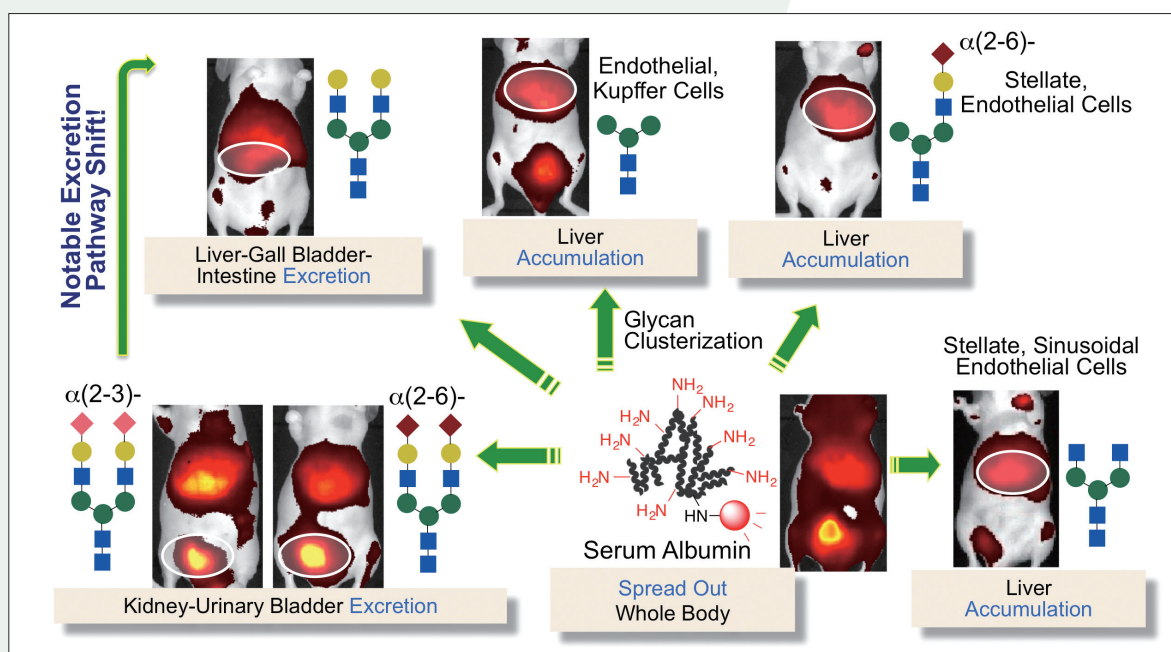 Notable Excretion
Pathway Shift!
Liver-Gall Bladder-
Intestine Excretion
Endothelial,
Kupffer Cells
Liver
Accumulation
α(2-6)-
Stellate,
Endothelial Cells
Liver
Accumulation
Glycan
Clusterization
α(2-3)-
α(2-6)-
Kidney-Urinary Bladder Excretion
NH2
H2N
NH2
H2N
NH2
H2N
NH2
H2N
NH2
H2N
HN
Serum Albumin
Spread Out
Whole Body
Stellate, Sinusoidal
Endothelial Cells
Liver
Accumulation